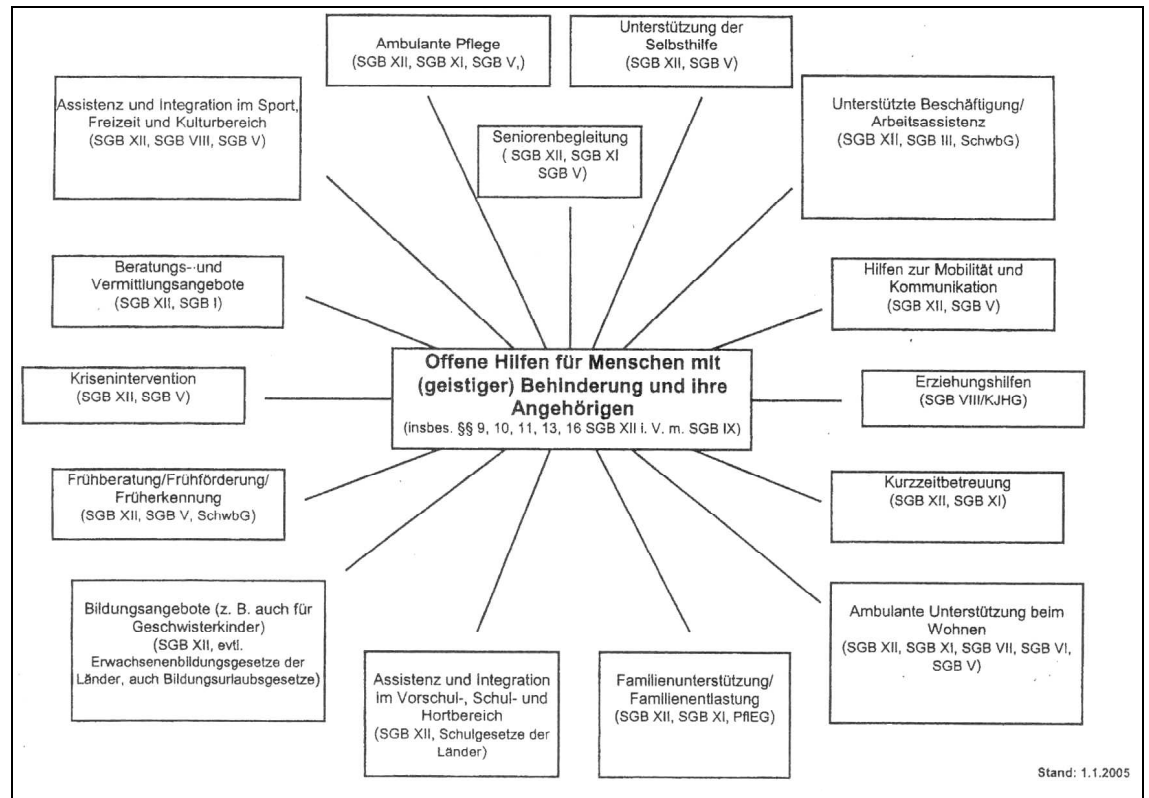 Ambulante Pflege
(SGB XII, SGB XI, SGB V,)
Unterstützung der
Selbsthilfe
(SGB XII, SGB V)
Assistenz und Integration im Sport,
Freizeit und Kulturbereich
(SGB XII, SGB VIII, SGB V)
Seniorenbegleitung
( SGB XII, SGB XI
SGB V)
Unterstützte Beschäftigung/
Arbeitsassistenz
(SGB XII, SGB III, SchwbG)
Beratungs- und
Vermittlungsangebote
(SGB XII, SGB I)
Hilfen zur Mobilität und
Kommunikation
(SGB XII, SGB V)
Offene Hilfen für Menschen mit
(geistiger) Behinderung und ihre
Angehörigen
(insbes. §§ 9, 10, 11, 13, 16 SGB XII i. V. m. SGB IX)
Krisenintervention
(SGB XII, SGB V)
Erziehungshilfen
(SGB VIII/KJHG)
Frühberatung/Frühförderung/
Früherkennung
(SGB XII, SGB V, SchwbG)
Kurzzeitbetreuung
(SGB XII, SGB XI)
Bildungsangebote (z. B. auch für
Geschwisterkinder)
(SGB XII, evtl.
Erwachsenenbildungsgesetze der
Länder, auch Bildungsurlaubsgesetze)
Assistenz und Integration
im Vorschul-, Schul- und
Hortbereich
(SGB XII, Schulgesetze der
Länder)
Familienunterstützung/
Familienentlastung
(SGB XII, SGB XI, PflEG)
Ambulante Unterstützung beim
Wohnen
(SGB XII, SGB XI, SGB VII, SGB VI,
SGB V)
Stand: 1.1.2005